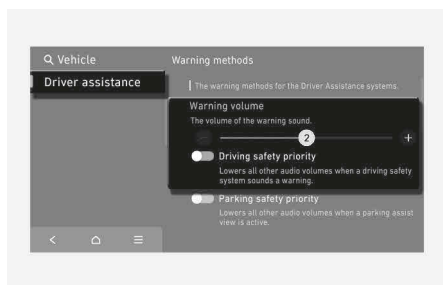 Vehicle
Warning methods
Driver assistance
The warning methods for the Driver Assistance systems.
Warning volume
The volume of the warning sound.
2
+
Driving safety priority
Lowers all other audio volumes when a driving safety
system sounds a warning.
Parking safety priority
Lowers all other audio volumes when a parking assist
view is active.